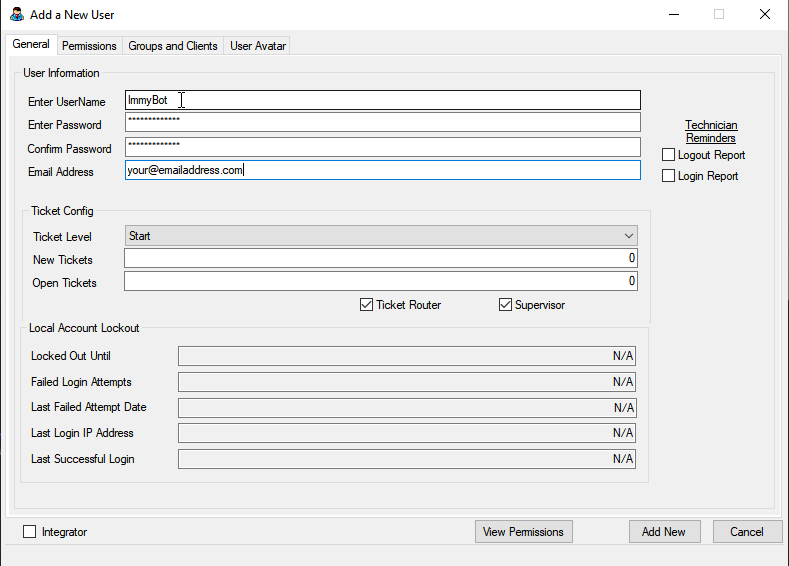 Add a New User
General Permissions Groups and Clients User Avatar
User Information
Enter UserName ImmyBot
Enter Password *************
Confirm Password *************
Email Address your@emailaddress.com
Technician
Reminders
Logout Report
Login Report
Ticket Config
Ticket Level Start
New Tickets 0
Open Tickets 0
Ticket Router Supervisor
Local Account Lockout
Locked Out Until N/A
Failed Login Attempts N/A
Last Failed Attempt Date N/A
Last Login IP Address N/A
Last Successful Login N/A
Integrator View Permissions Add New Cancel